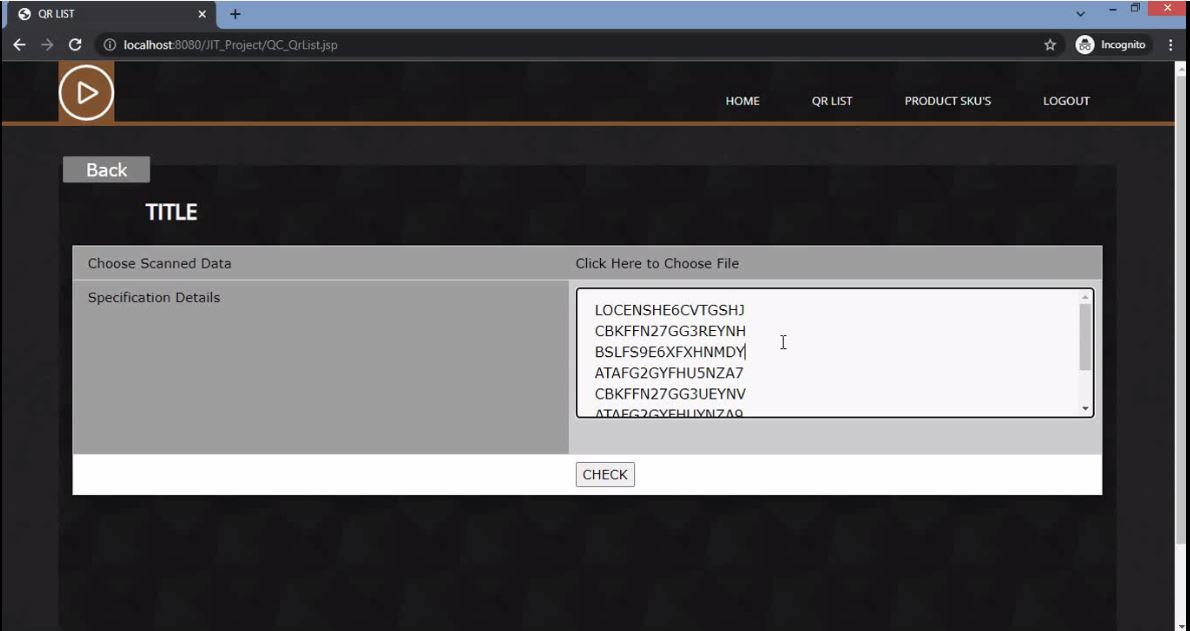 QR LIST
localhost:8080/JIT_Project/QC_QrList.jsp
Incognito
HOME QR LIST PRODUCT SKU'S LOGOUT
Back
TITLE
Choose Scanned Data Click Here to Choose File
Specification Details
LOCENSHE6CVTGSHJ
CBKFFN27GG3REYNH
BSLFS9E6XFXHNMDY
ATAFG2GYFHU5NZA7
CBKFFN27GG3UEYNV
ATAFG2GYFHUYNZA9
CHECK